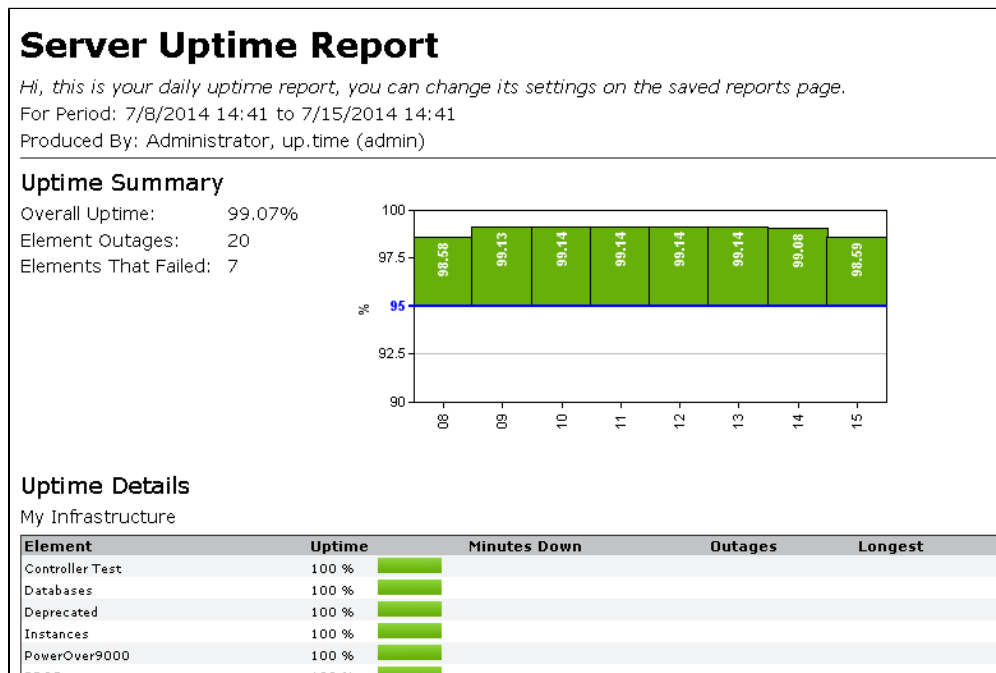 Server Uptime Report
Hi, this is your daily uptime report, you can change its settings on the saved reports page.
For Period: 7/8/2014 14:41 to 7/15/2014 14:41
Produced By: Administrator, up.time (admin)
Uptime Summary
Overall Uptime: 99.07%
Element Outages: 20
Elements That Failed: 7
100
97.5
95
92.5
90
%
98.58 99.13 99.14 99.14 99.14 99.14 99.08 98.59
08 09 10 11 12 13 14 15
Uptime Details
My Infrastructure
Element Uptime Minutes Down Outages Longest
Controller Test 100 %
Databases 100 %
Deprecated 100 %
Instances 100 %
PowerOver9000 100 %